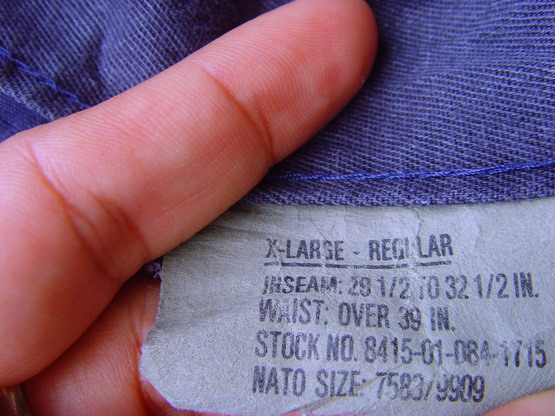 X-LARGE - REGULAR
INSEAM: 29 1/2 TO 32 1/2 IN.
WAIST: OVER 39 IN.
STOCK NO. 8415-01-084-1715
NATO SIZE: 7583/9909